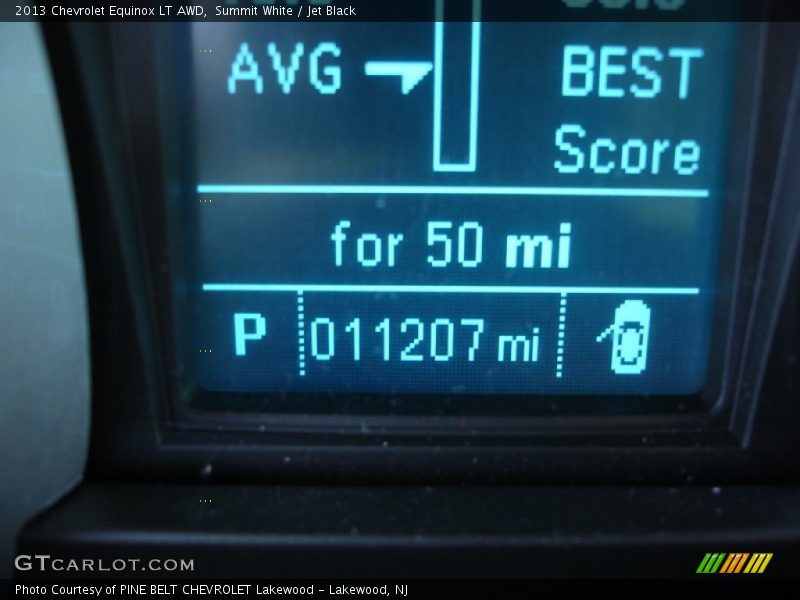 2013 Chevrolet Equinox LT AWD, Summit White / Jet Black
AVG
BEST
Score
for 50 mi
P 011207 mi
GTCARLOT.COM
Photo Courtesy of PINE BELT CHEVROLET Lakewood - Lakewood, NJ